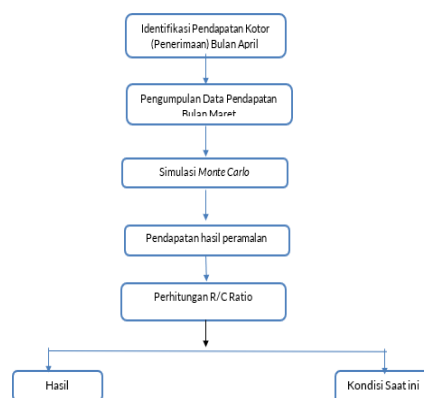 Identifikasi Pendapatan Kotor
(Penerimaan) Bulan April
Pengumpulan Data Pendapatan
Bulan Maret
Simulasi Monte Carlo
Pendapatan hasil peramalan
Perhitungan R/C Ratio
Hasil
Kondisi Saat ini